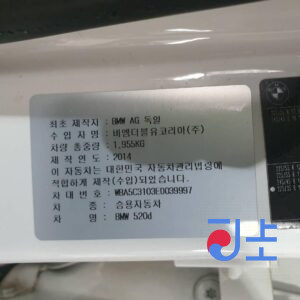 최초 제작자 : BMW AG 독일
수 입 자 명 : 비엠더블유코리아(주)
차량 총중량 : 1,955KG
제작 연도 : 2014
이 자동차는 대한민국 자동차관리법령에
적합하게 제작(수입)되었습니다.
차 대 번 호 : WBA5C3103ED039997
차 종 : 승용자동차
차 명 : BMW 520d